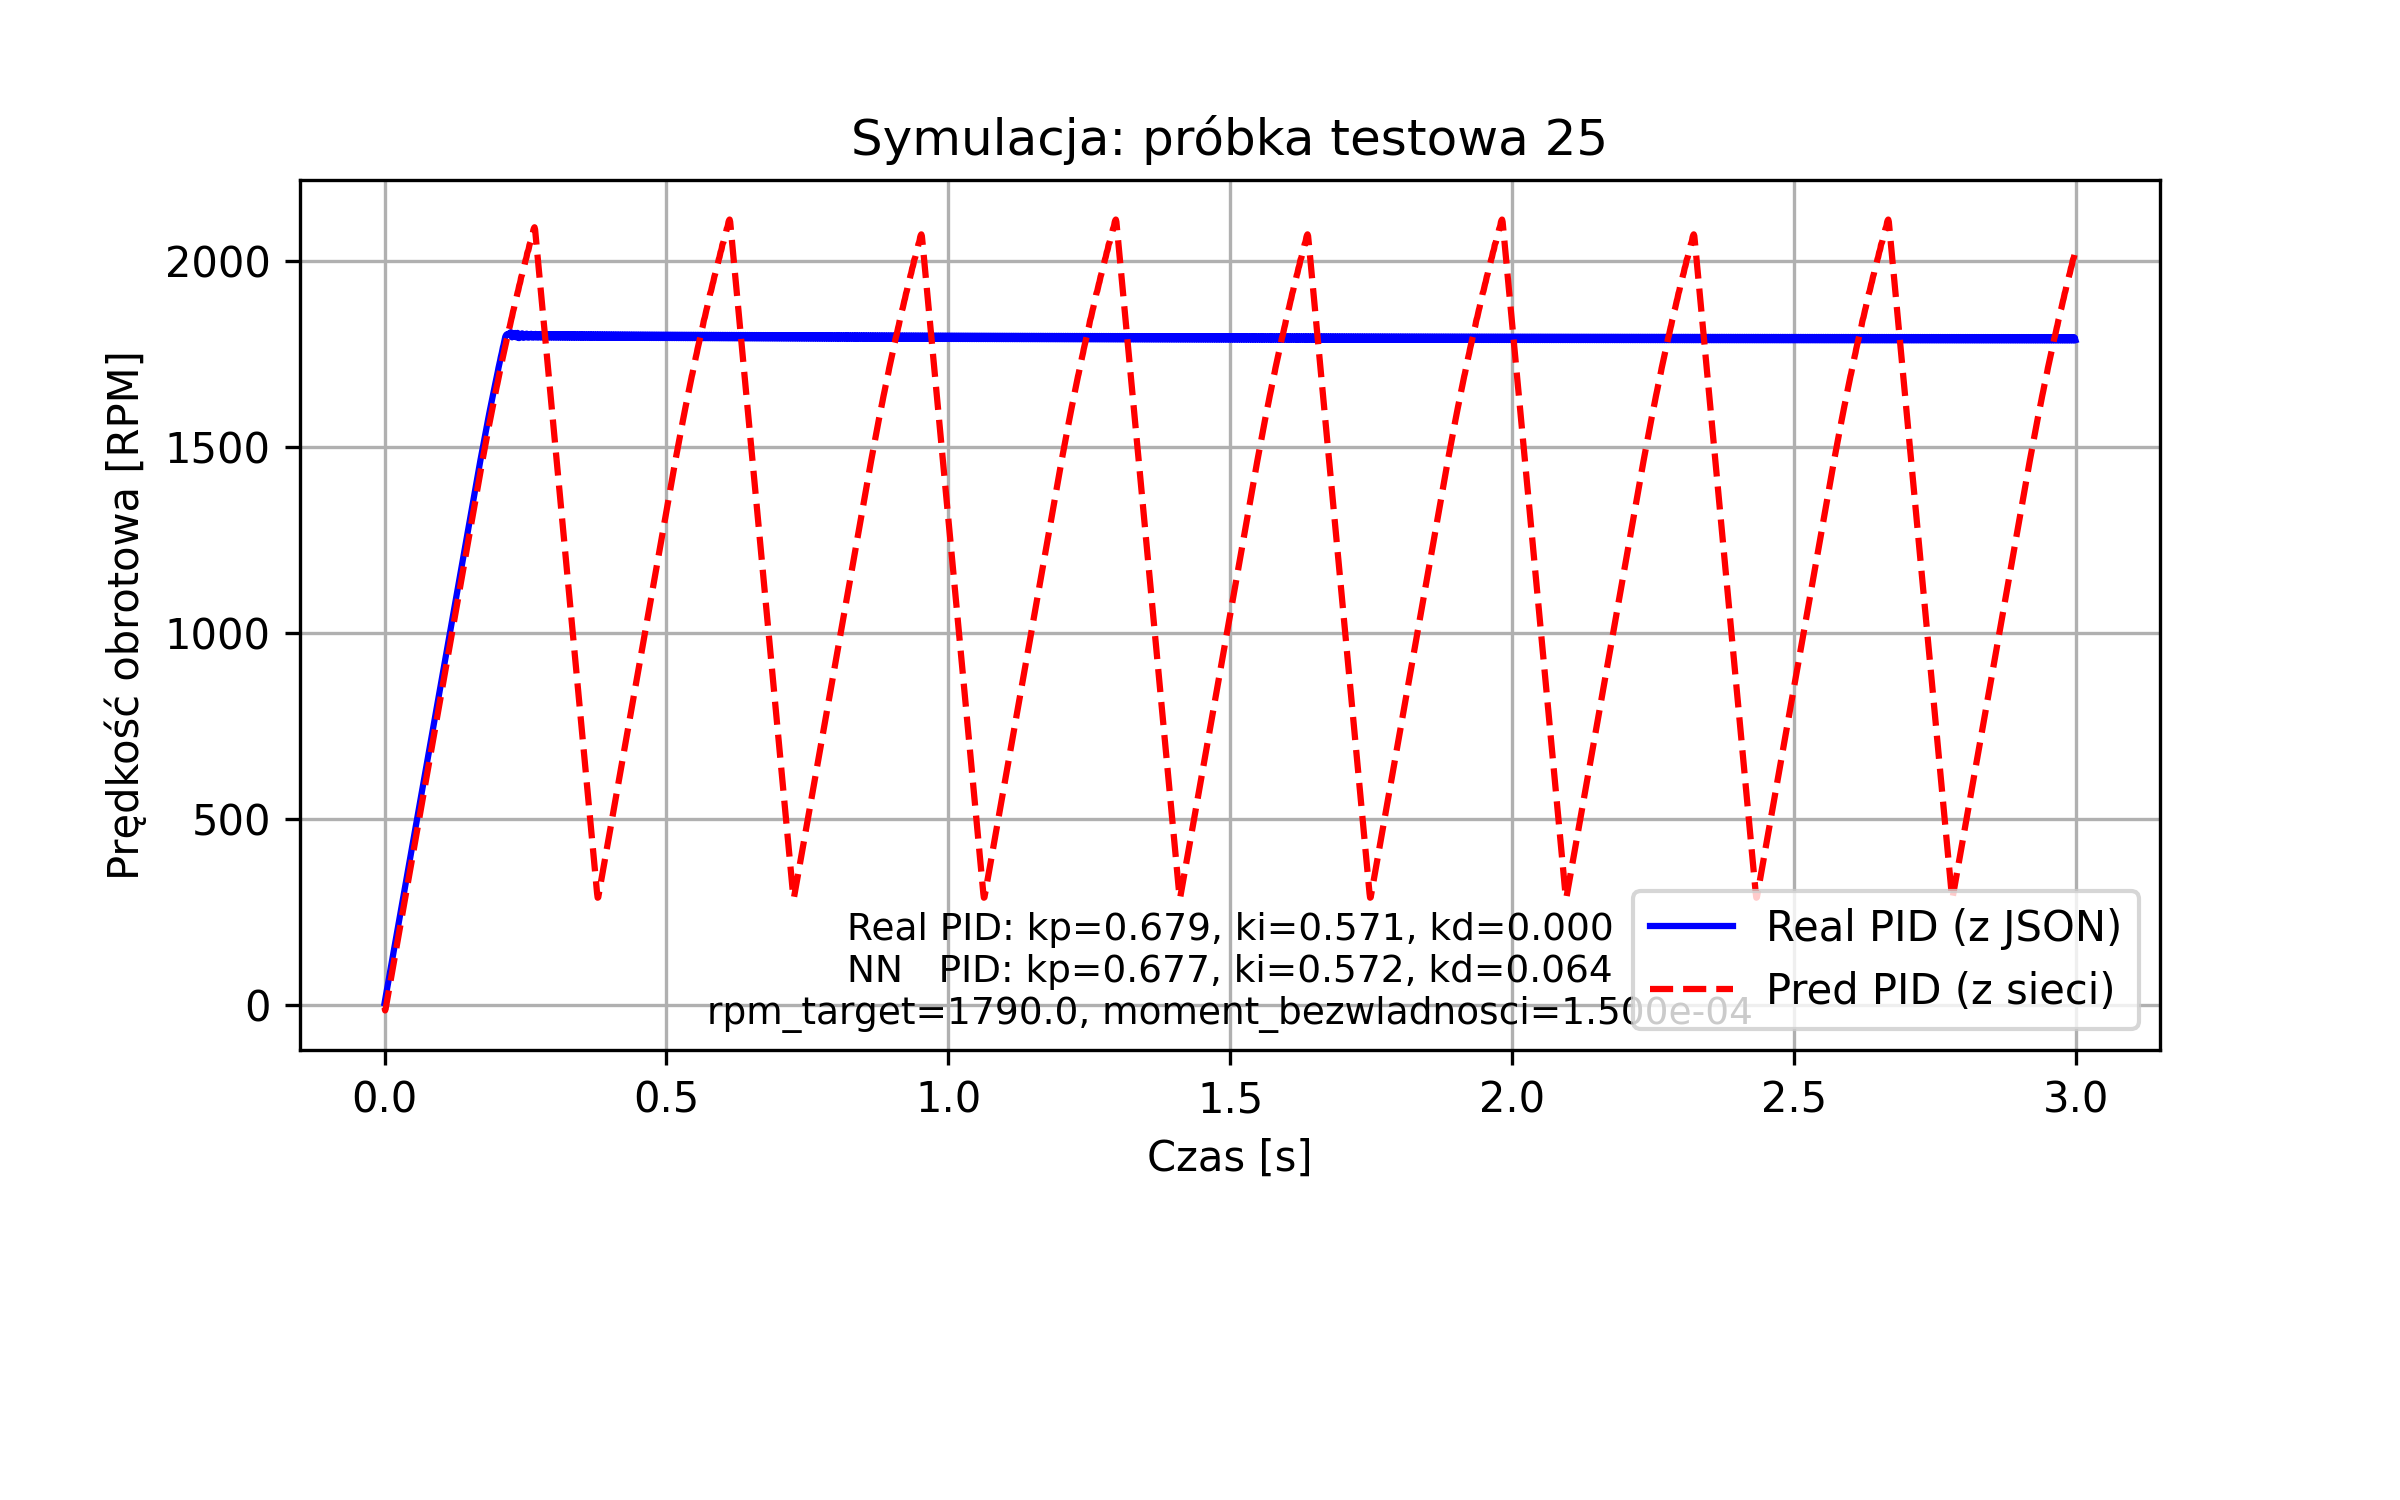 Symulacja: próbka testowa 25
Prędkość obrotowa [RPM]
2000
1500
1000
500
0
Real PID: kp=0.679, ki=0.571, kd=0.000
NN   PID: kp=0.677, ki=0.572, kd=0.064
rpm_target=1790.0, moment_bezwladnosci=1.500e-04
Real PID (z JSON)
Pred PID (z sieci)
0.0 0.5 1.0 1.5 2.0 2.5 3.0
Czas [s]